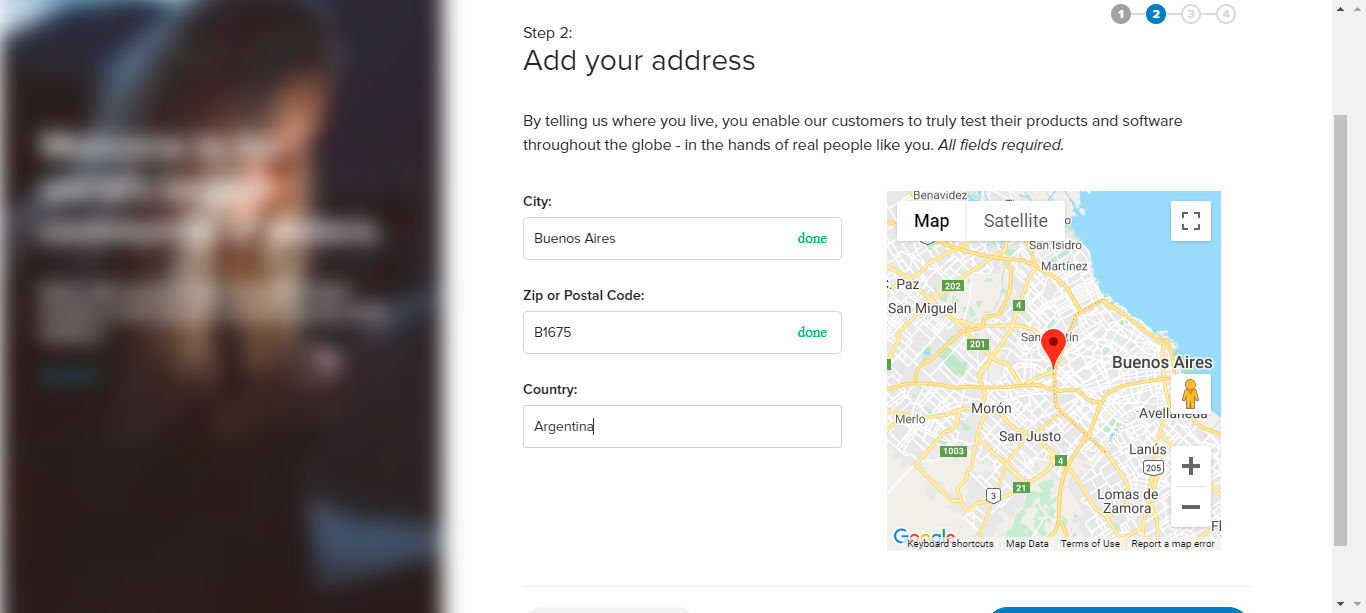 1 2 3 4
Step 2:
Add your address
By telling us where you live, you enable our customers to truly test their products and software
throughout the globe - in the hands of real people like you. All fields required.
City:
Buenos Aires done
Zip or Postal Code:
B1675 done
Country:
Argentina
Benavidez
Map Satellite
San Isidro
Martínez
C. Paz
202
4
San Miguel
201
Buenos Aires
Morón
Merlo
Avellaneda
San Justo
1003
Lanús
4
205
21
3
Lomas de
Zamora
Google
Keyboard shortcuts Map Data Terms of Use Report a map error